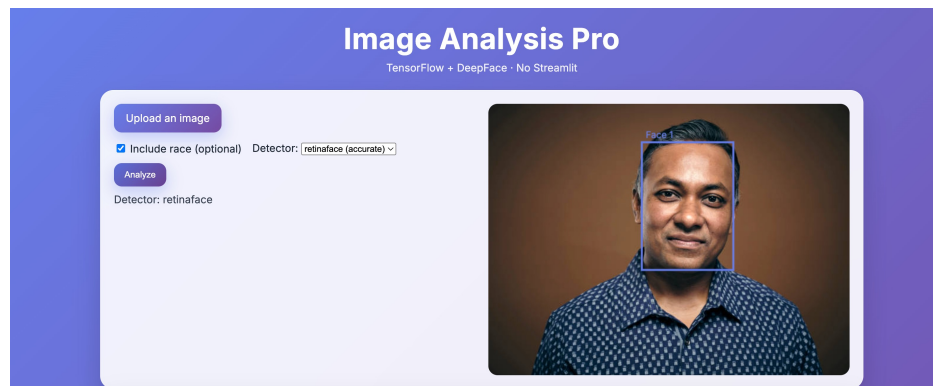 Image Analysis Pro
TensorFlow + DeepFace · No Streamlit
Upload an image
Include race (optional) Detector: retinaface (accurate)
Analyze
Detector: retinaface
Face 1